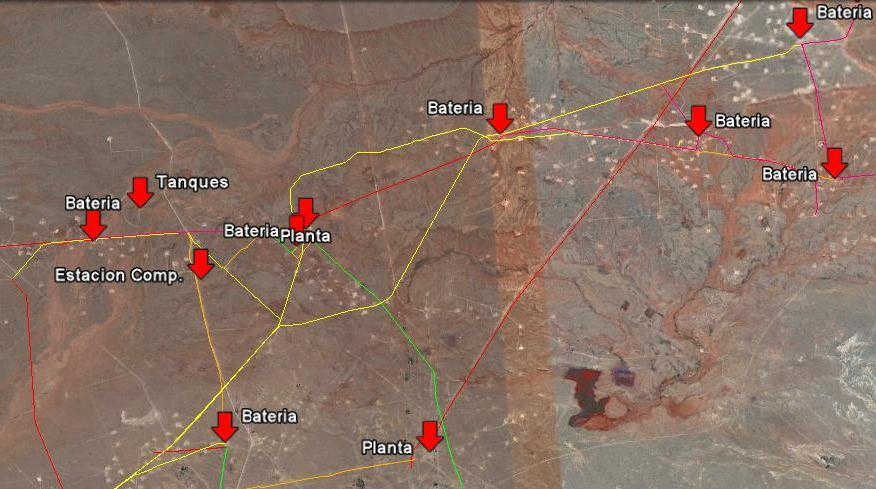 Bateria
Bateria
Bateria
Bateria
Tanques
Bateria
Bateria
Planta
Estacion Comp.
Bateria
Planta